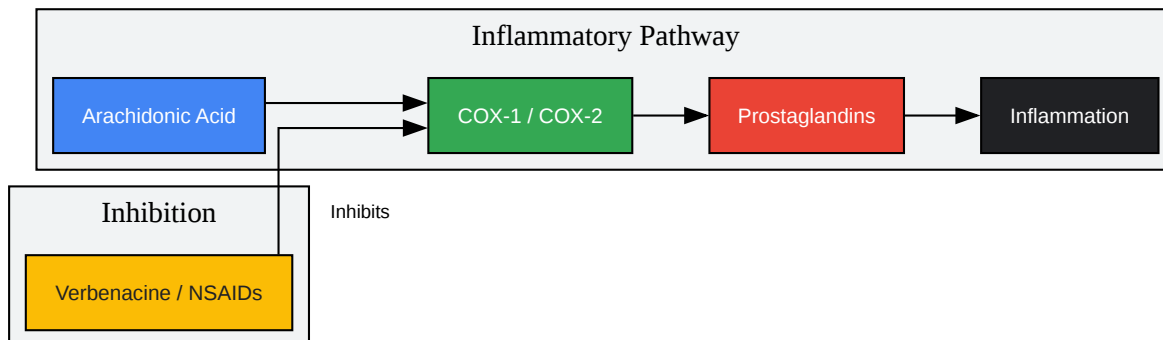 Inflammatory Pathway
Arachidonic Acid
COX-1 / COX-2
Prostaglandins
Inflammation
Inhibition
Inhibits
Verbenacine / NSAIDs